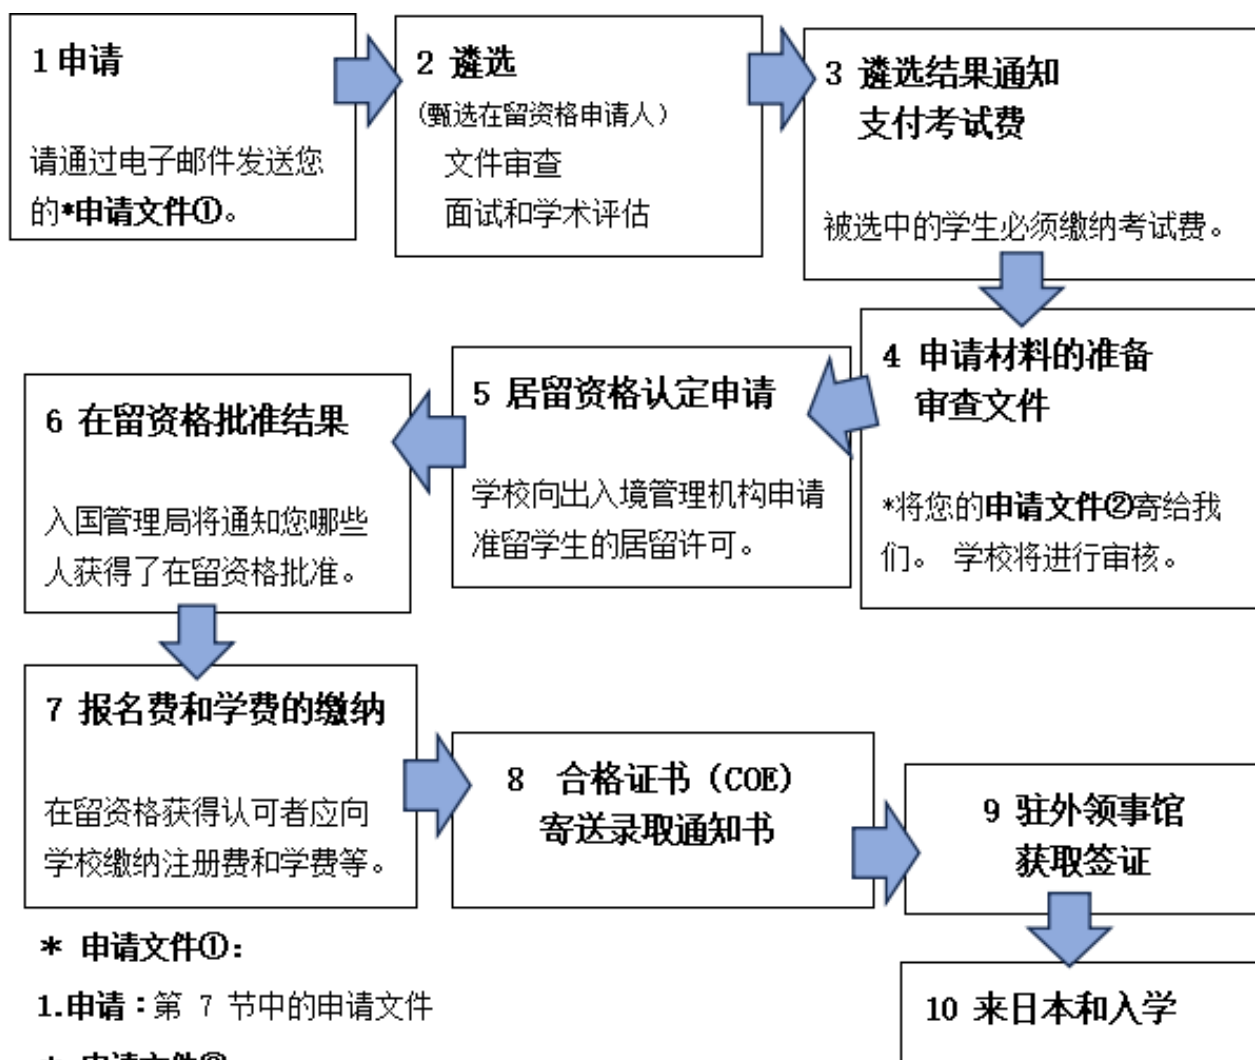 1 申请
请通过电子邮件发送您
的*申请文件①。
2 遴选
(甄选在留资格申请人)
文件审查
面试和学术评估
3 遴选结果通知
支付考试费
被选中的学生必须缴纳考试费。
4 申请材料的准备
审查文件
*将您的申请文件②寄给我
们。 学校将进行审核。
5 居留资格认定申请
学校向出入境管理机构申请
准留学生的居留许可。
6 在留资格批准结果
入国管理局将通知您哪些
人获得了在留资格批准。
7 报名费和学费的缴纳
在留资格获得认可者应向
学校缴纳注册费和学费等。
8 合格证书 (COE)
寄送录取通知书
9 驻外领事馆
获取签证
10 来日本和入学
* 申请文件①:
1.申请:第 7 节中的申请文件